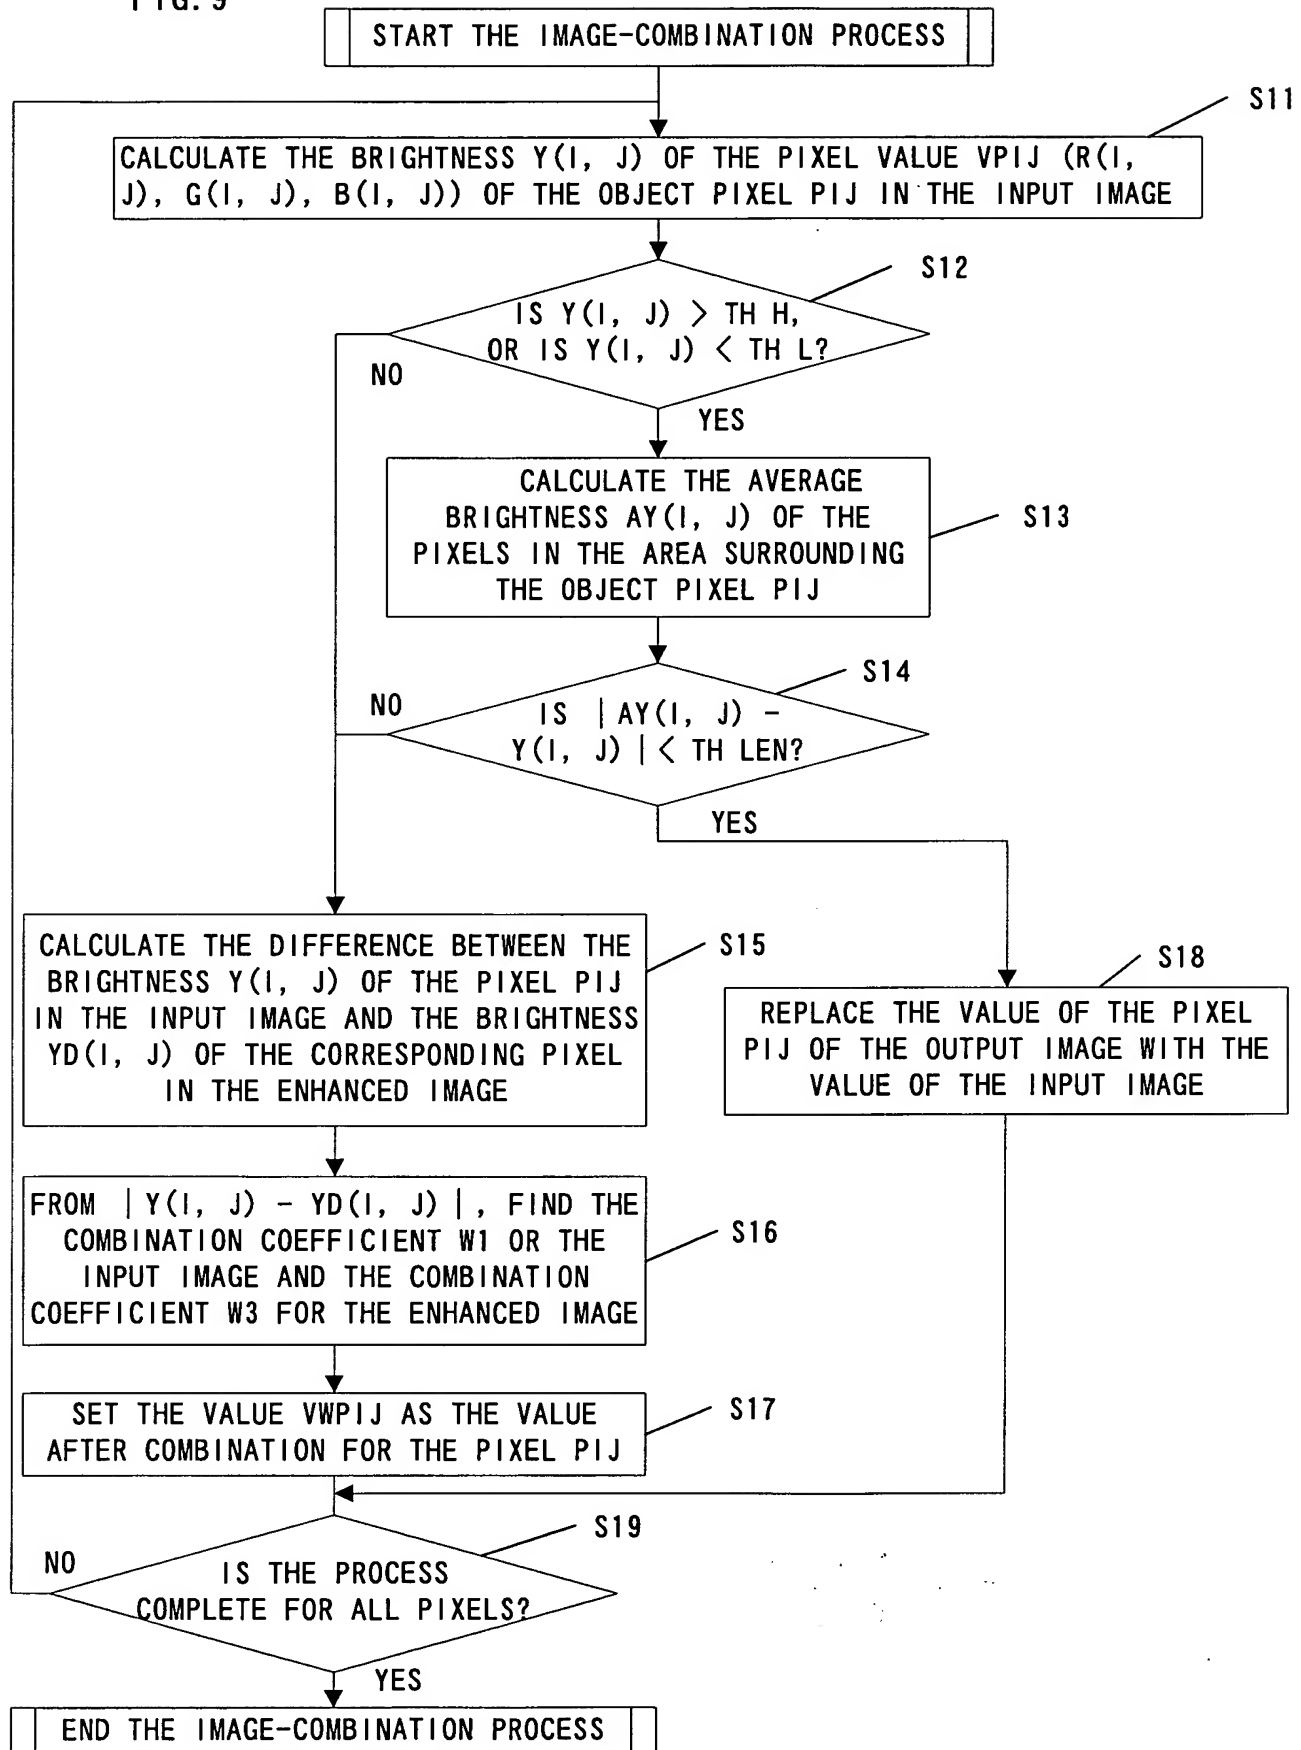 FIG. 9
START THE IMAGE-COMBINATION PROCESS
S11
CALCULATE THE BRIGHTNESS Y(I, J) OF THE PIXEL VALUE VPIJ (R(I,
J), G(I, J), B(I, J)) OF THE OBJECT PIXEL PIJ IN THE INPUT IMAGE
S12
IS Y(I, J) > TH H,
OR IS Y(I, J) < TH L?
NO
YES
CALCULATE THE AVERAGE
BRIGHTNESS AY(I, J) OF THE
PIXELS IN THE AREA SURROUNDING
THE OBJECT PIXEL PIJ
S13
S14
NO
IS | AY(I, J) -
Y(I, J) | < TH LEN?
YES
CALCULATE THE DIFFERENCE BETWEEN THE
BRIGHTNESS Y(I, J) OF THE PIXEL PIJ
IN THE INPUT IMAGE AND THE BRIGHTNESS
YD(I, J) OF THE CORRESPONDING PIXEL
IN THE ENHANCED IMAGE
S15
S18
REPLACE THE VALUE OF THE PIXEL
PIJ OF THE OUTPUT IMAGE WITH THE
VALUE OF THE INPUT IMAGE
FROM | Y(I, J) - YD(I, J) | , FIND THE
COMBINATION COEFFICIENT W1 OR THE
INPUT IMAGE AND THE COMBINATION
COEFFICIENT W3 FOR THE ENHANCED IMAGE
S16
SET THE VALUE VWPIJ AS THE VALUE
AFTER COMBINATION FOR THE PIXEL PIJ
S17
S19
NO
IS THE PROCESS
COMPLETE FOR ALL PIXELS?
YES
END THE IMAGE-COMBINATION PROCESS